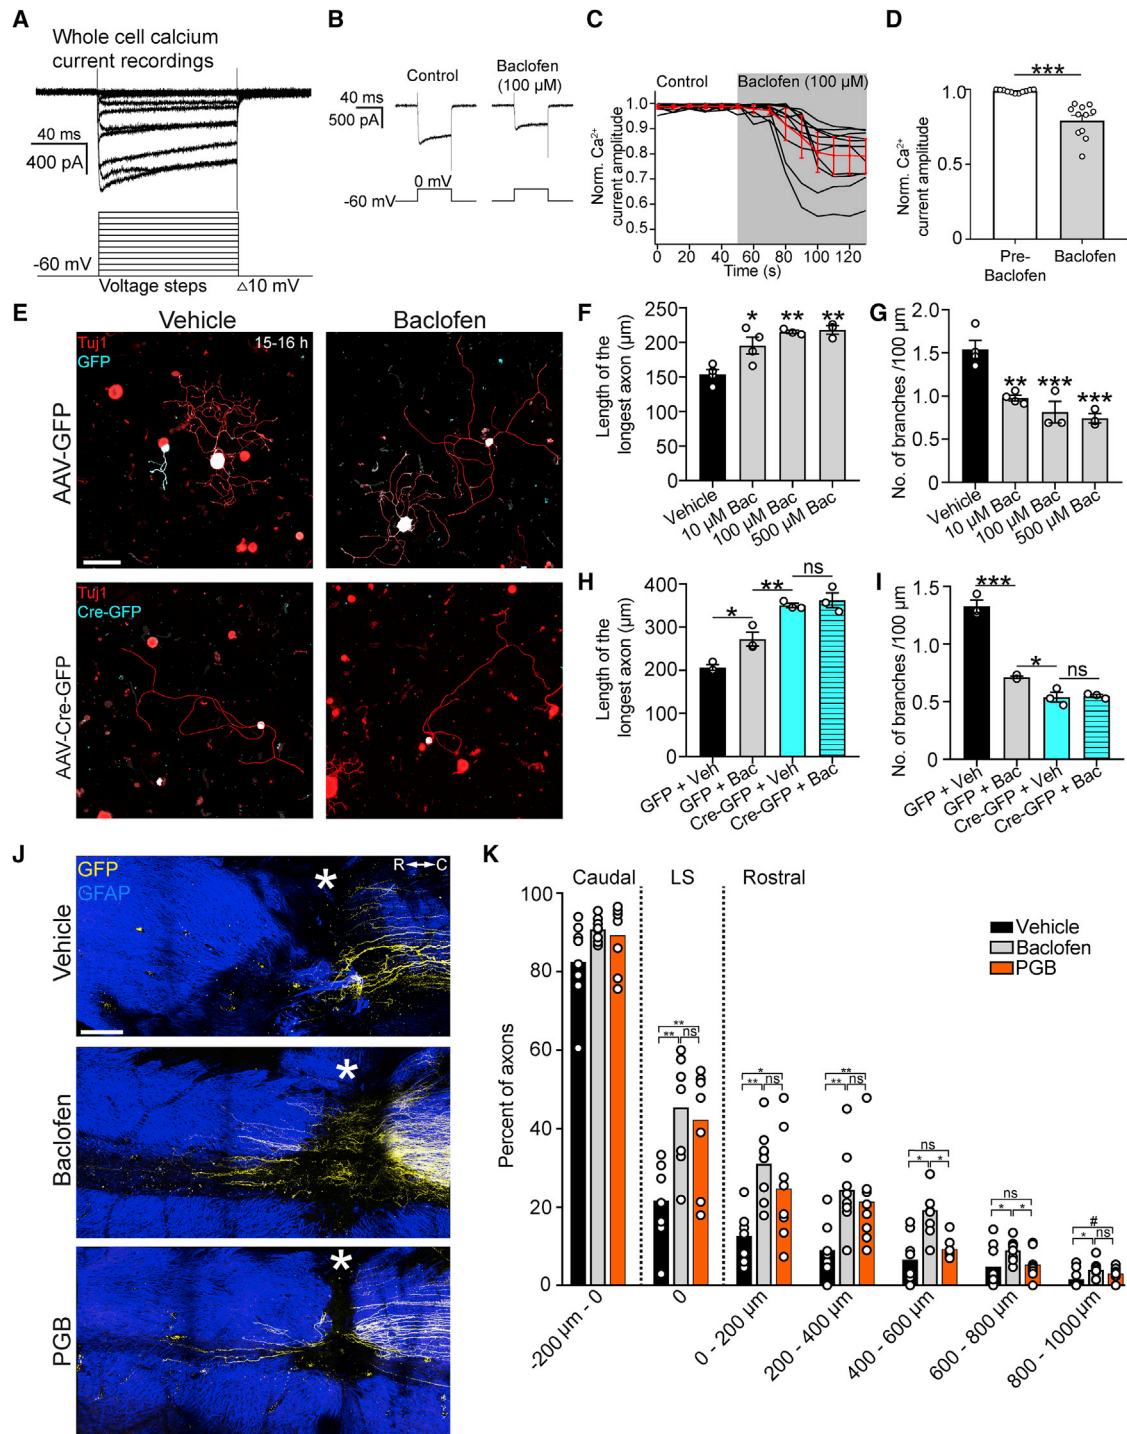 A
Whole cell calcium
current recordings
40 ms
400 pA
-60 mV
Voltage steps
△10 mV
B
Control
Baclofen
(100 µM)
40 ms
500 pA
0 mV
-60 mV
C
Control
Baclofen (100 µM)
Norm. Ca2+
current amplitude
1.0
0.9
0.8
0.7
0.6
0.5
0
20
40
60
80
100
120
Time (s)
D
***
Norm. Ca2+
current amplitude
1.0
1.0
0
Pre-
Baclofen
Baclofen
E
Vehicle
Baclofen
AAV-GFP
Tuj1
GFP
15-16 h
AAV-Cre-GFP
Tuj1
Cre-GFP
F
Length of the
longest axon (µm)
250
200
150
100
50
0
*
**
**
Vehicle
10 µM Bac
100 µM Bac
500 µM Bac
G
No. of branches /100 µm
2.0
1.5
1.0
0.5
0
**
***
***
Vehicle
10 µM Bac
100 µM Bac
500 µM Bac
H
Length of the
longest axon (µm)
400
300
200
100
0
*
**
ns
GFP + Veh
GFP + Bac
Cre-GFP + Veh
Cre-GFP + Bac
I
No. of branches /100 µm
1.5
1.0
0.5
0
***
*
ns
GFP + Veh
GFP + Bac
Cre-GFP + Veh
Cre-GFP + Bac
J
Vehicle
GFP
GFAP
R
C
*
Baclofen
*
PGB
*
K
Caudal
LS
Rostral
Vehicle
Baclofen
PGB
Percent of axons
100
80
60
40
20
0
**
** ns
*
** ns
**
** ns
ns
* *
ns
* *
#
* ns
-200 µm - 0
0
0 - 200 µm
200 - 400 µm
400 - 600 µm
600 - 800 µm
800 - 1000µm